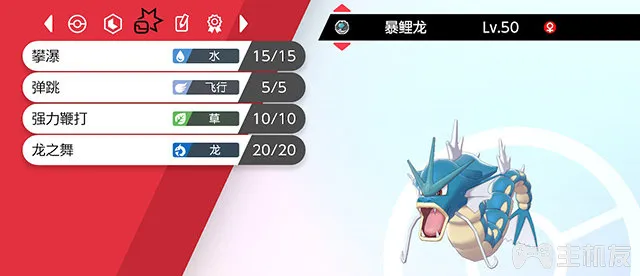 暴鲤龙 Lv.50
攀瀑 水 15/15
弹跳 飞行 5/5
强力鞭打 草 10/10
龙之舞 龙 20/20
主机友